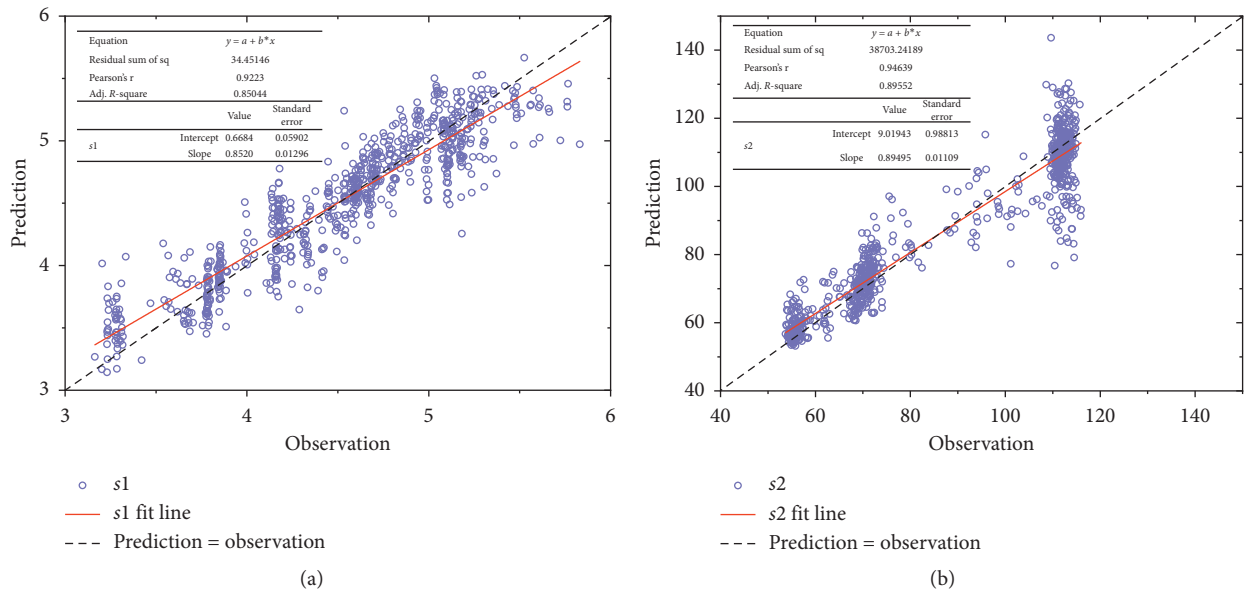 6
5
4
3
Prediction
Equation y = a + b*x
Residual sum of sq 34.45146
Pearson's r 0.9223
Adj. R-square 0.85044
Value Standard error
s1 Intercept 0.6684 0.05902
Slope 0.8520 0.01296
3 4 5 6
Observation
s1
s1 fit line
Prediction = observation
(a)
140
120
100
80
60
40
Prediction
Equation y = a + b*x
Residual sum of sq 38703.24189
Pearson's r 0.94639
Adj. R-square 0.89552
Value Standard error
s2 Intercept 9.01943 0.98813
Slope 0.89495 0.01109
40 60 80 100 120 140
Observation
s2
s2 fit line
Prediction = observation
(b)